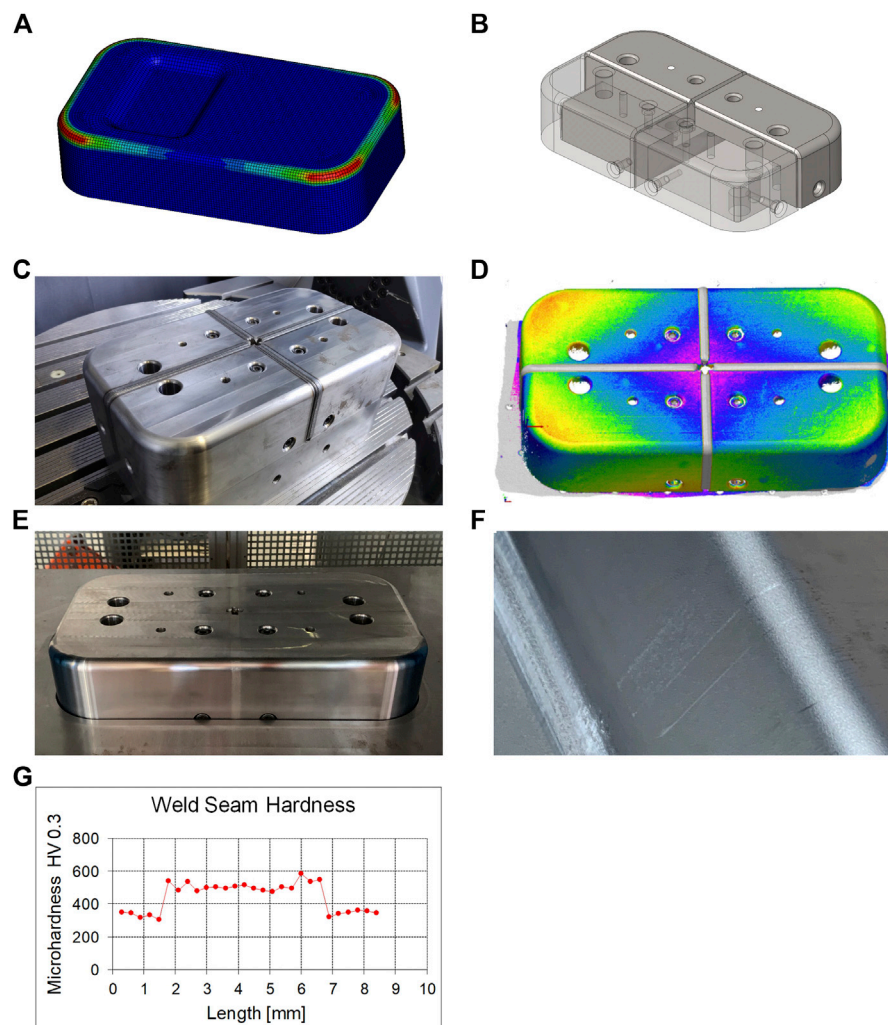 A
B
C
D
E
F
G
Weld Seam Hardness
Microhardness HV 0.3
800
600
400
200
0
0 1 2 3 4 5 6 7 8 9 10
Length [mm]